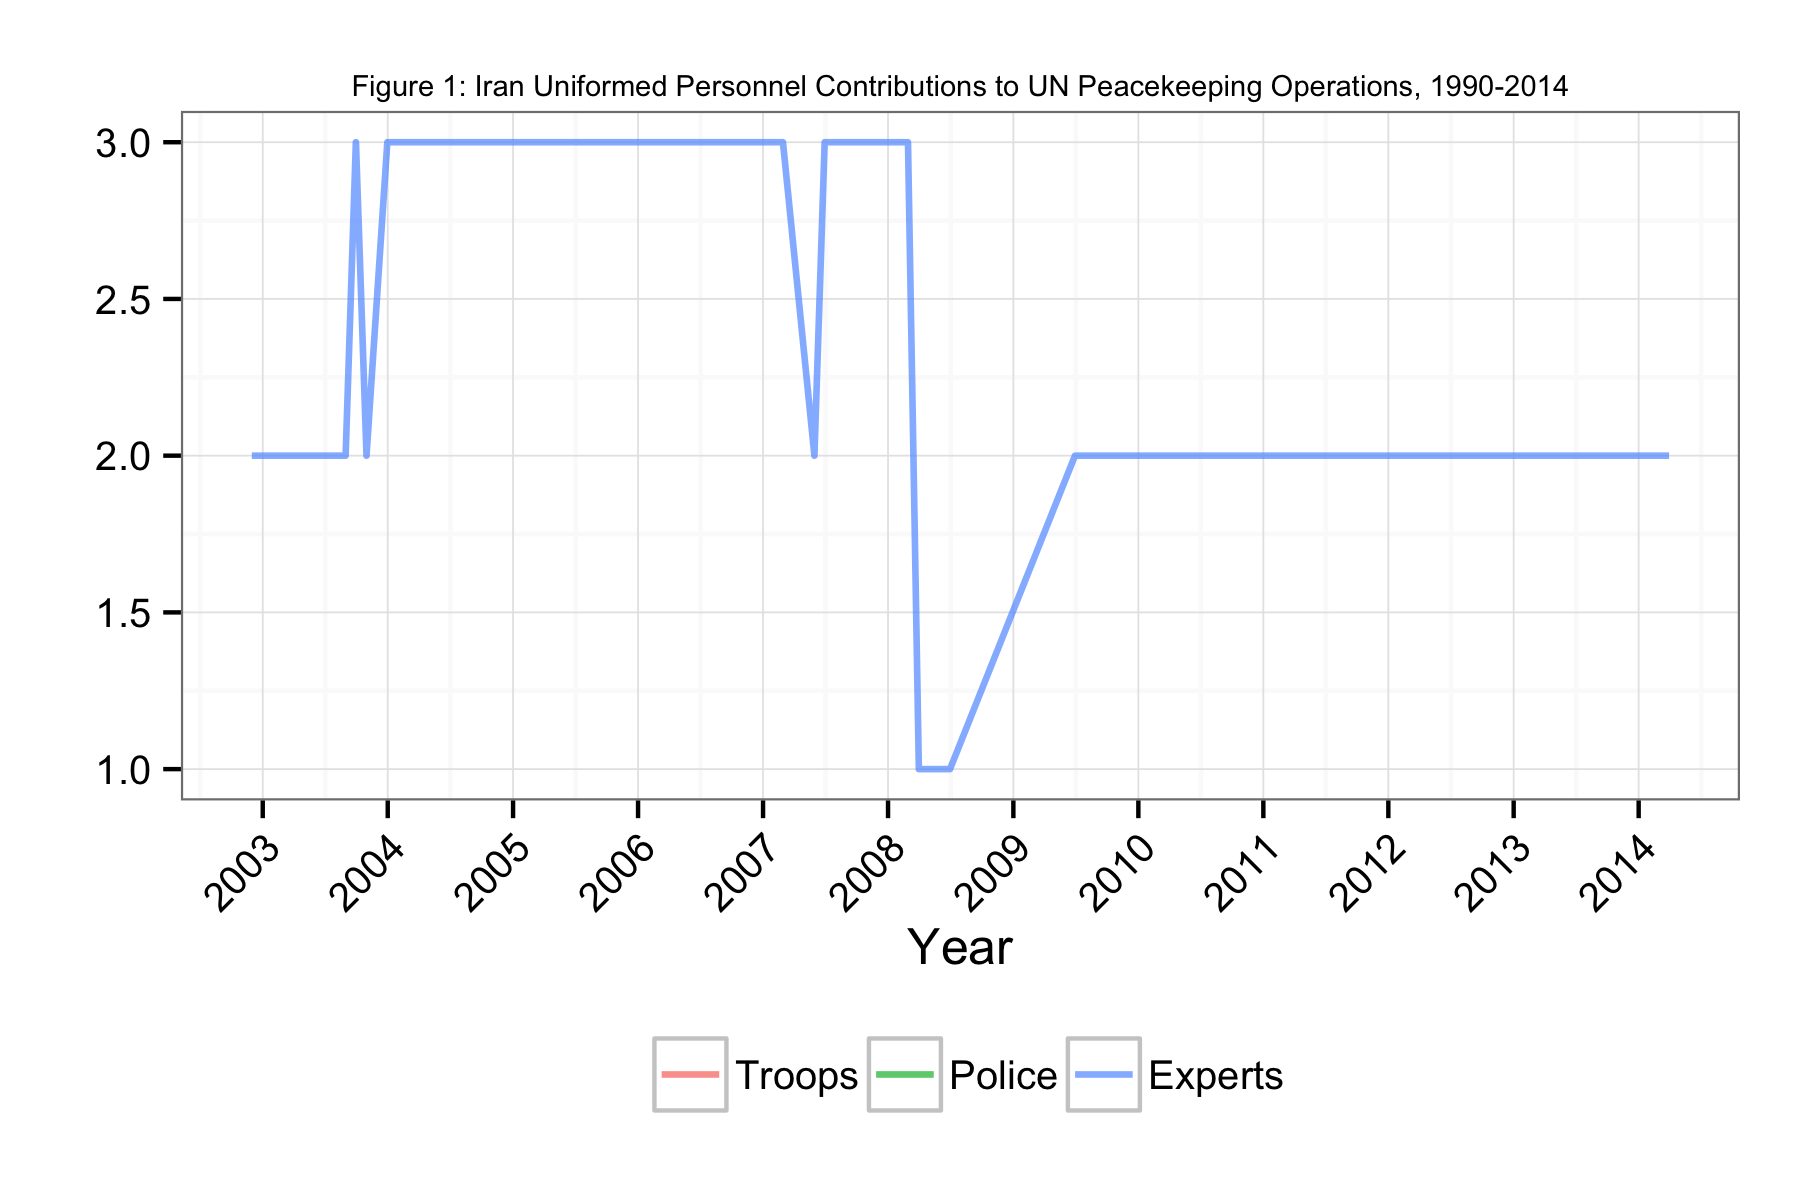 Figure 1: Iran Uniformed Personnel Contributions to UN Peacekeeping Operations, 1990-2014
3.0
2.5
2.0
1.5
1.0
2003 2004 2005 2006 2007 2008 2009 2010 2011 2012 2013 2014
Year
Troops Police Experts